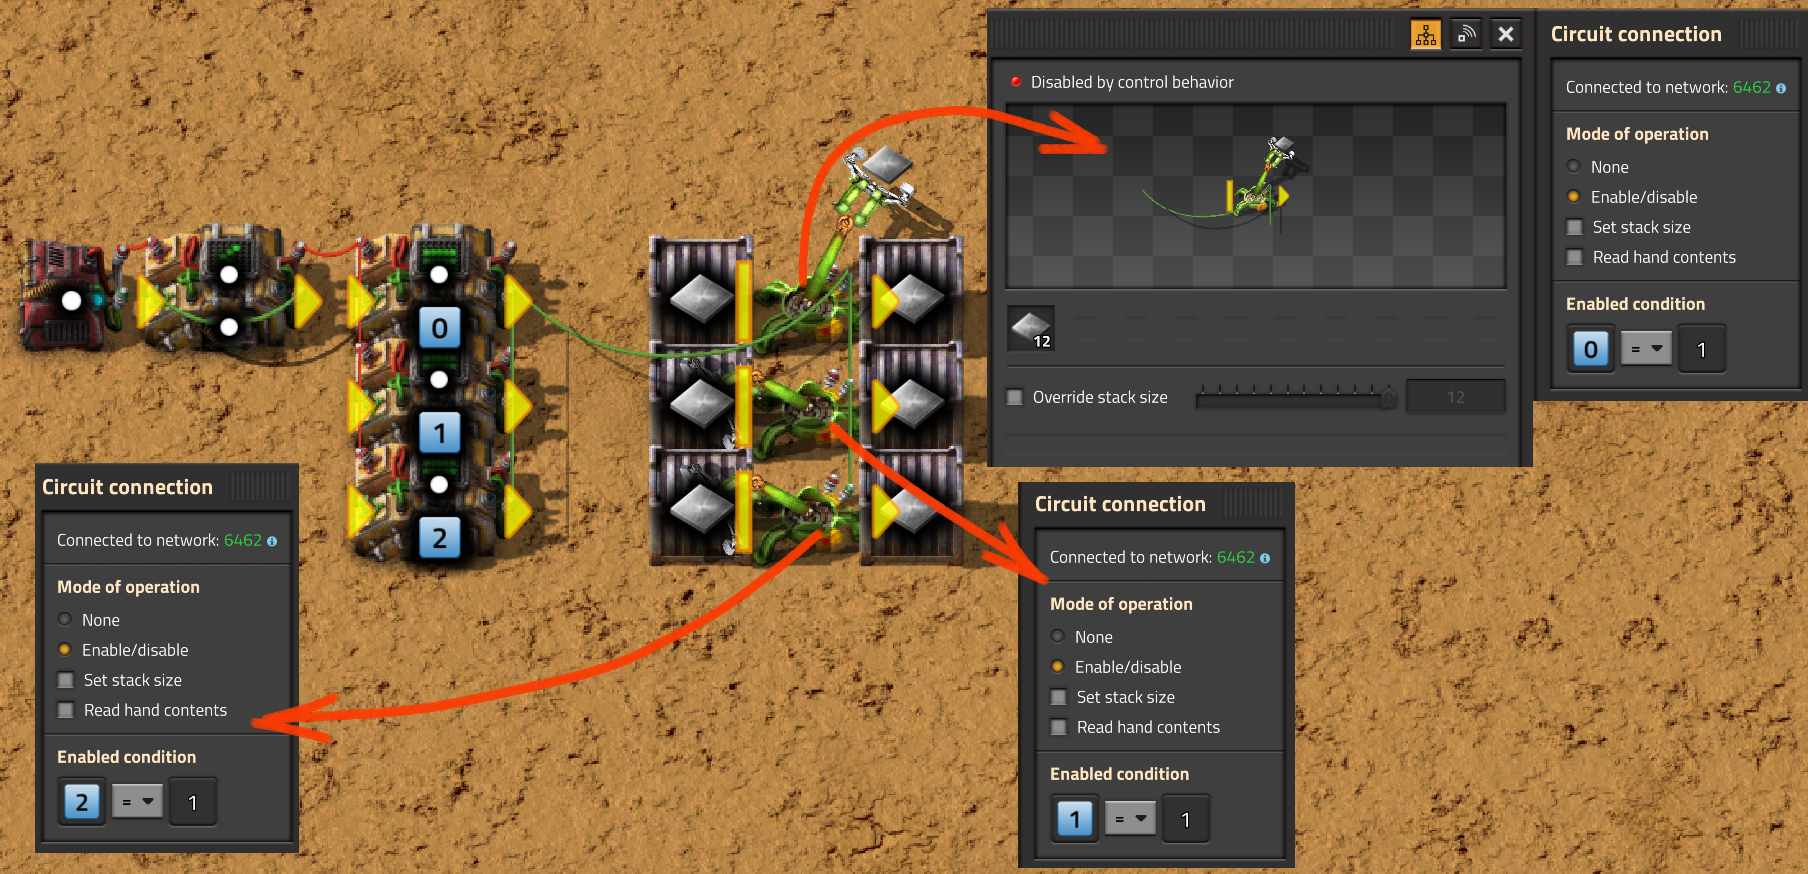 Disabled by control behavior
12
Override stack size
12
Circuit connection
Connected to network: 6462
Mode of operation
None
Enable/disable
Set stack size
Read hand contents
Enabled condition
0 = 1
0
1
2
Circuit connection
Connected to network: 6462
Mode of operation
None
Enable/disable
Set stack size
Read hand contents
Enabled condition
2 = 1
Circuit connection
Connected to network: 6462
Mode of operation
None
Enable/disable
Set stack size
Read hand contents
Enabled condition
1 = 1